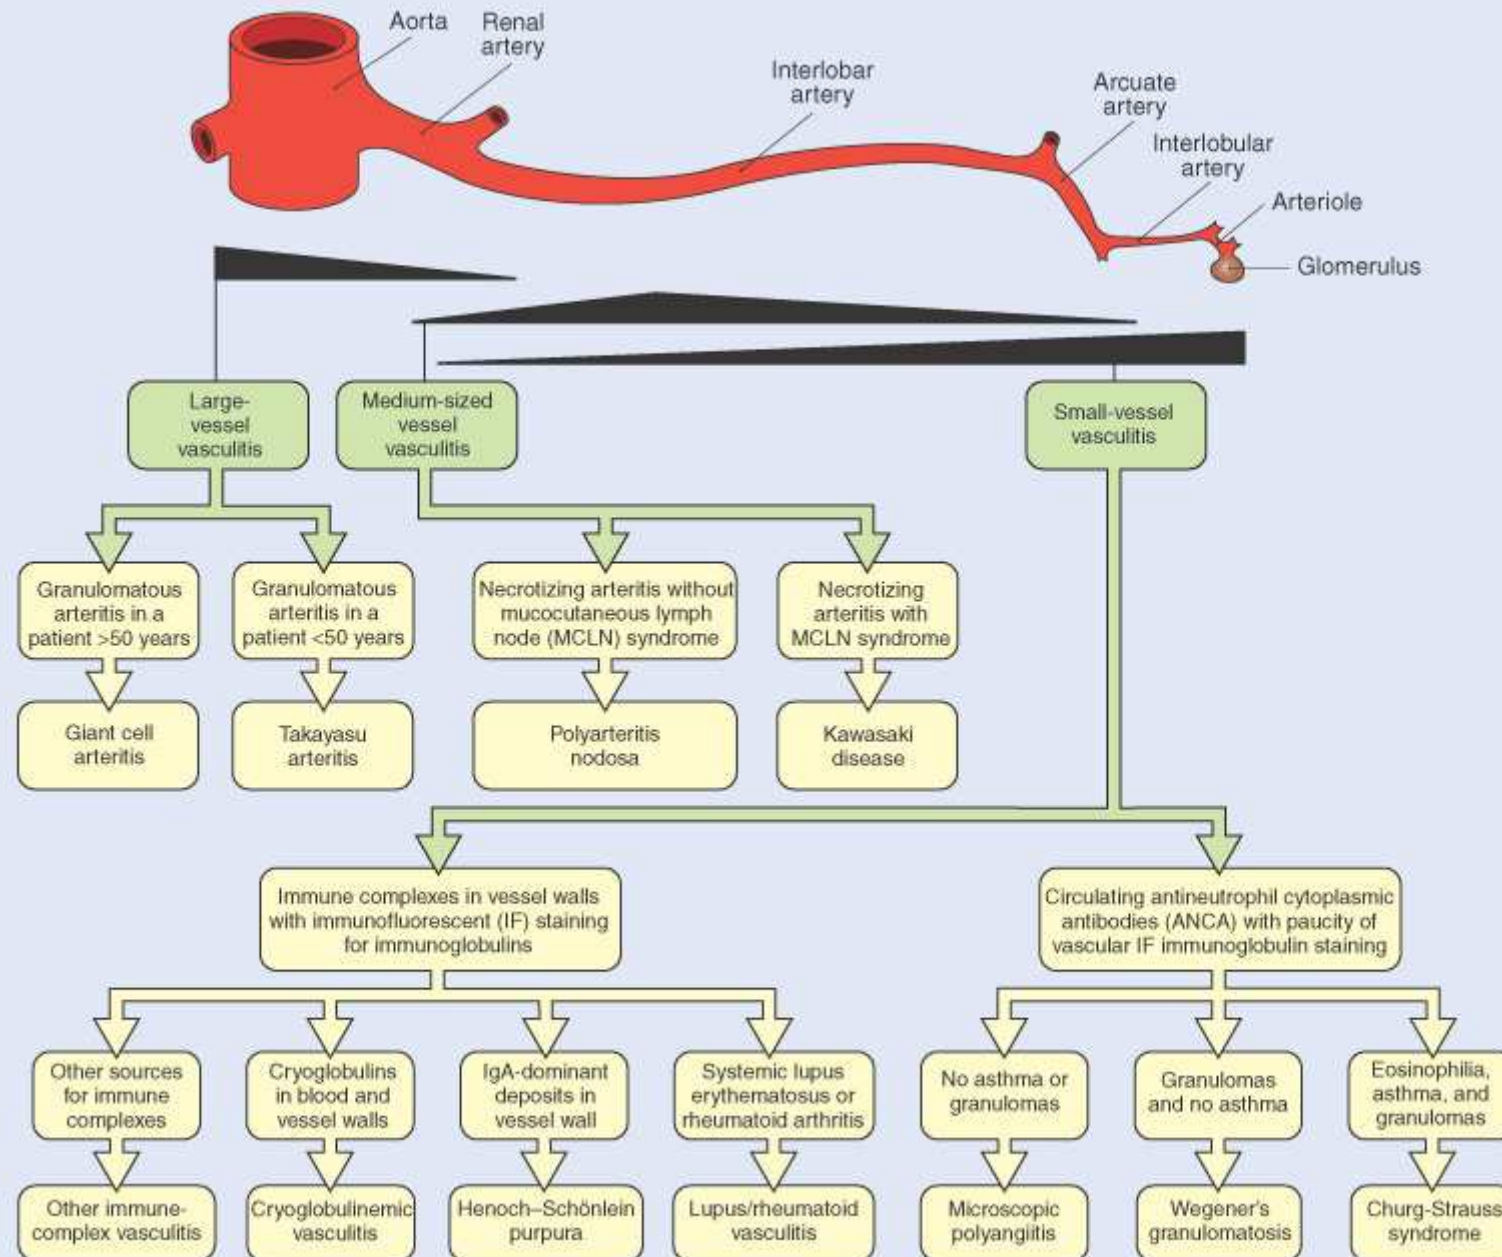 Aorta
Renal
artery
Interlobar
artery
Arcuate
artery
Interlobular
artery
Arteriole
Glomerulus
Large-
vessel
vasculitis
Medium-sized
vessel
vasculitis
Small-vessel
vasculitis
Granulomatous
arteritis in a
patient >50 years
Granulomatous
arteritis in a
patient <50 years
Necrotizing arteritis without
mucocutaneous lymph
node (MCLN) syndrome
Necrotizing
arteritis with
MCLN syndrome
Giant cell
arteritis
Takayasu
arteritis
Polyarteritis
nodosa
Kawasaki
disease
Immune complexes in vessel walls
with immunofluorescent (IF) staining
for immunoglobulins
Circulating antineutrophil cytoplasmic
antibodies (ANCA) with paucity of
vascular IF immunoglobulin staining
Other sources
for immune
complexes
Cryoglobulins
in blood and
vessel walls
IgA-dominant
deposits in
vessel wall
Systemic lupus
erythematosus or
rheumatoid arthritis
No asthma or
granulomas
Granulomas
and no asthma
Eosinophilia,
asthma, and
granulomas
Other immune-
complex vasculitis
Cryoglobulinemic
vasculitis
Henoch–Schönlein
purpura
Lupus/rheumatoid
vasculitis
Microscopic
polyangiitis
Wegener's
granulomatosis
Churg-Strauss
syndrome